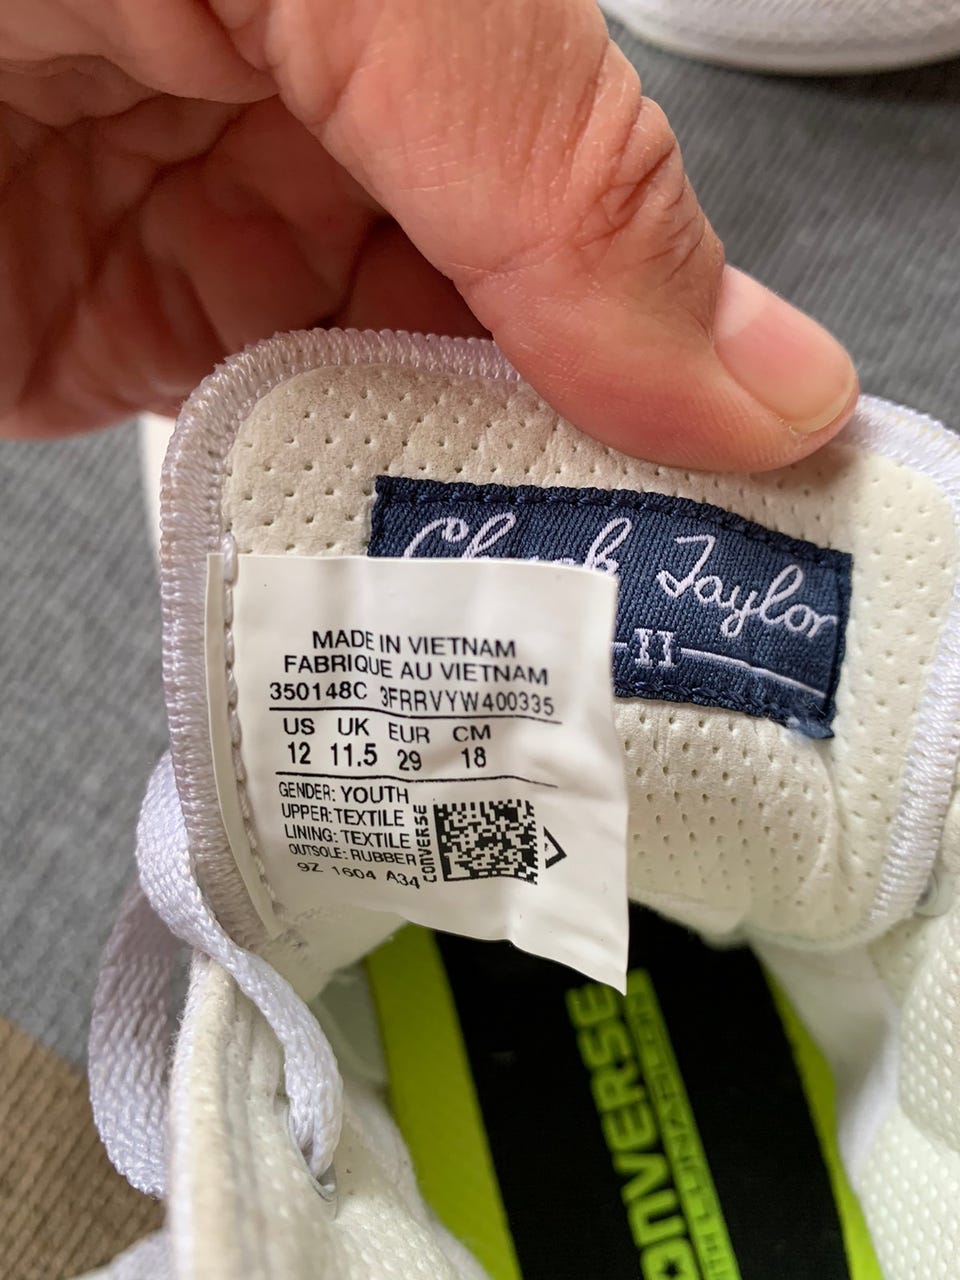 Chuck Taylor
II
MADE IN VIETNAM
FABRIQUE AU VIETNAM
350148C 3FRRVYW400335
US UK EUR CM
12 11.5 29 18
GENDER: YOUTH
UPPER: TEXTILE
LINING: TEXTILE
OUTSOLE: RUBBER
9Z 1604 A34
CONVERSE
7
CONVERSE